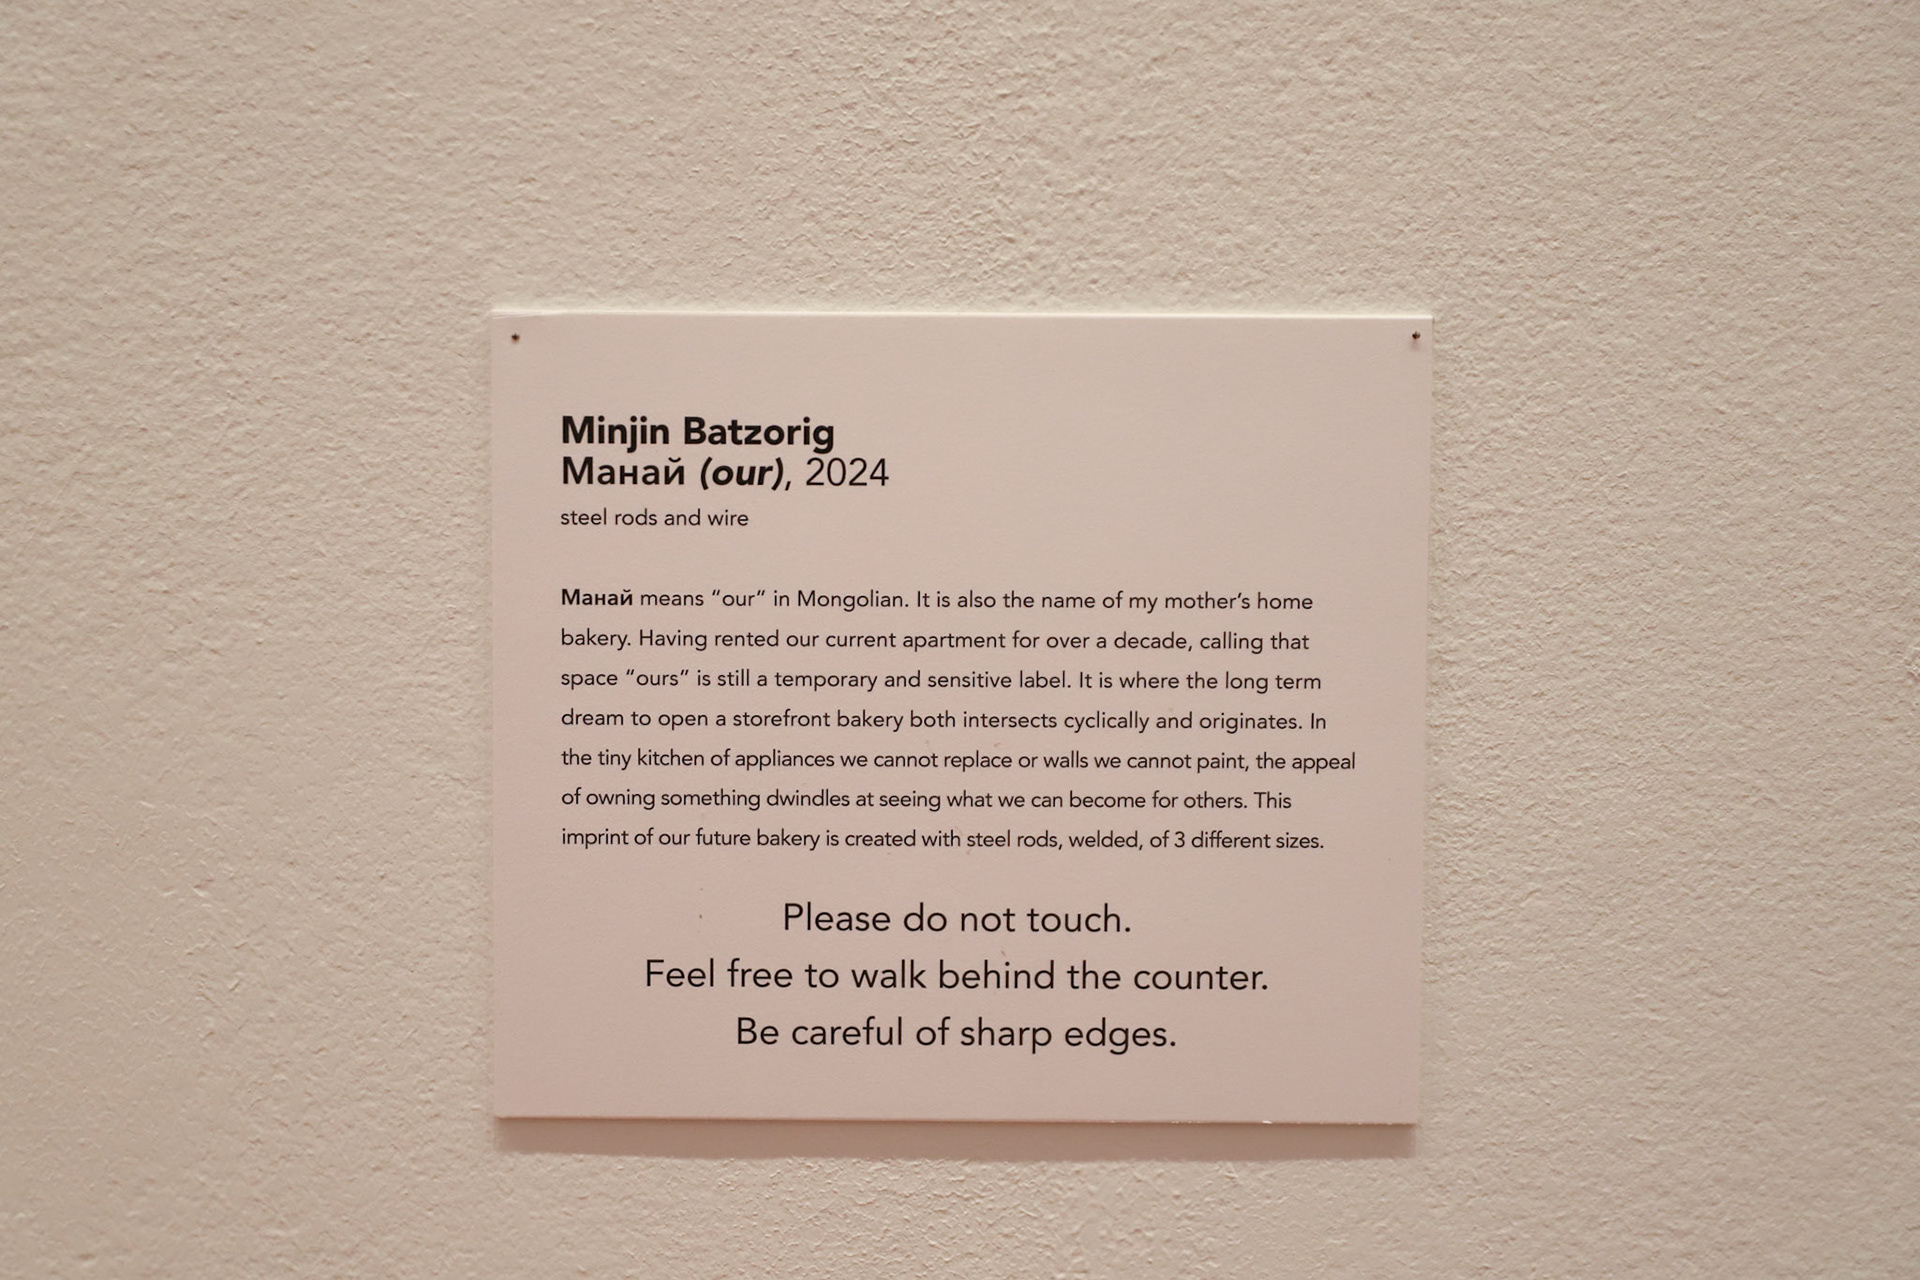 Minjin Batzorig
Манай (our), 2024
steel rods and wire
Манай means “our“ in Mongolian. It is also the name of my mother’s home
bakery. Having rented our current apartment for over a decade, calling that
space “ours” is still a temporary and sensitive label. It is where the long term
dream to open a storefront bakery both intersects cyclically and originates. In
the tiny kitchen of appliances we cannot replace or walls we cannot paint, the appeal
of owning something dwindles at seeing what we can become for others. This
imprint of our future bakery is created with steel rods, welded, of 3 different sizes.
Please do not touch.
Feel free to walk behind the counter.
Be careful of sharp edges.